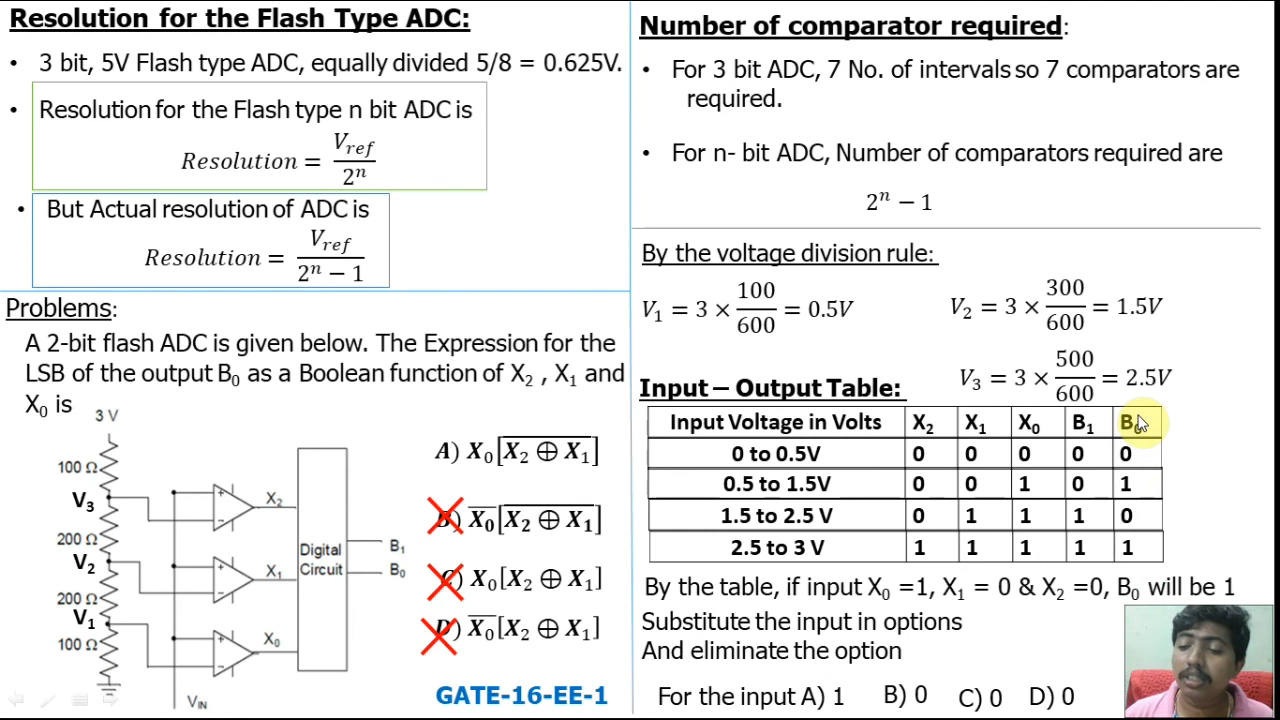 Resolution for the Flash Type ADC:
• 3 bit, 5V Flash type ADC, equally divided 5/8 = 0.625V.
• Resolution for the Flash type n bit ADC is
Resolution = V_ref / 2^n
• But Actual resolution of ADC is
Resolution = V_ref / (2^n − 1)
Problems:
A 2-bit flash ADC is given below. The Expression for the
LSB of the output B₀ as a Boolean function of X₂ , X₁ and
X₀ is
3 V
100 Ω
V₃
200 Ω
V₂
200 Ω
V₁
100 Ω
+
−
X₂
+
−
X₁
+
−
X₀
V_IN
Digital
Circuit
B₁
B₀
A) X₀[\overline{X₂ ⊕ X₁}]
B) \overline{X₀}[\overline{X₂ ⊕ X₁}]
C) X₀[X₂ ⊕ X₁]
D) \overline{X₀}[X₂ ⊕ X₁]
GATE-16-EE-1
Number of comparator required:
• For 3 bit ADC, 7 No. of intervals so 7 comparators are
required.
• For n- bit ADC, Number of comparators required are
2^n − 1
By the voltage division rule:
V₁ = 3 × 100/600 = 0.5V V₂ = 3 × 300/600 = 1.5V
V₃ = 3 × 500/600 = 2.5V
Input – Output Table:
Input Voltage in Volts X₂ X₁ X₀ B₁ B₀
0 to 0.5V 0 0 0 0 0
0.5 to 1.5V 0 0 1 0 1
1.5 to 2.5 V 0 1 1 1 0
2.5 to 3 V 1 1 1 1 1
By the table, if input X₀ =1, X₁ = 0 & X₂ =0, B₀ will be 1
Substitute the input in options
And eliminate the option
For the input A) 1 B) 0 C) 0 D) 0